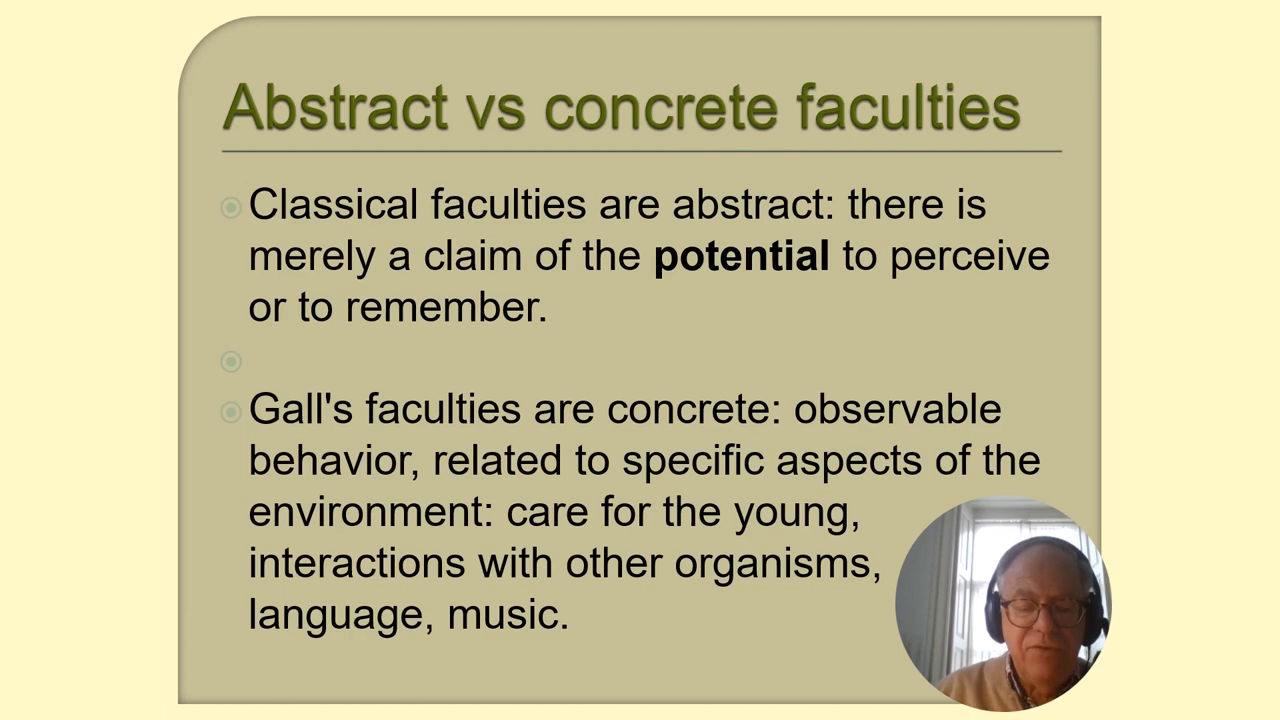 Abstract vs concrete faculties
Classical faculties are abstract: there is
merely a claim of the potential to perceive
or to remember.
Gall's faculties are concrete: observable
behavior, related to specific aspects of the
environment: care for the young,
interactions with other organisms,
language, music.